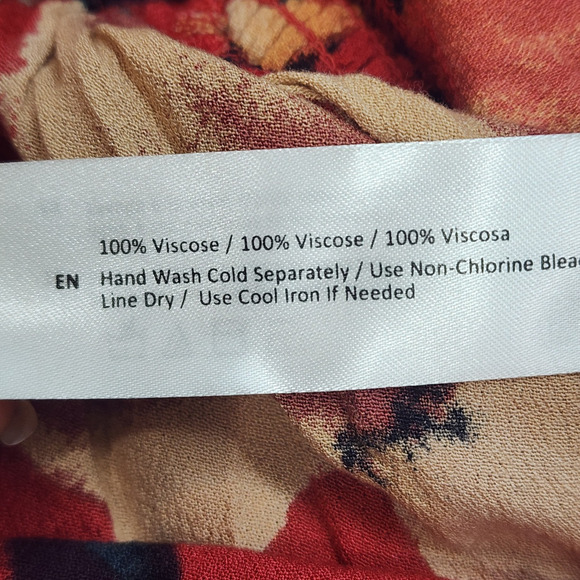 100% Viscose / 100% Viscose / 100% Viscosa
EN Hand Wash Cold Separately / Use Non-Chlorine Blea
Line Dry / Use Cool Iron If Needed